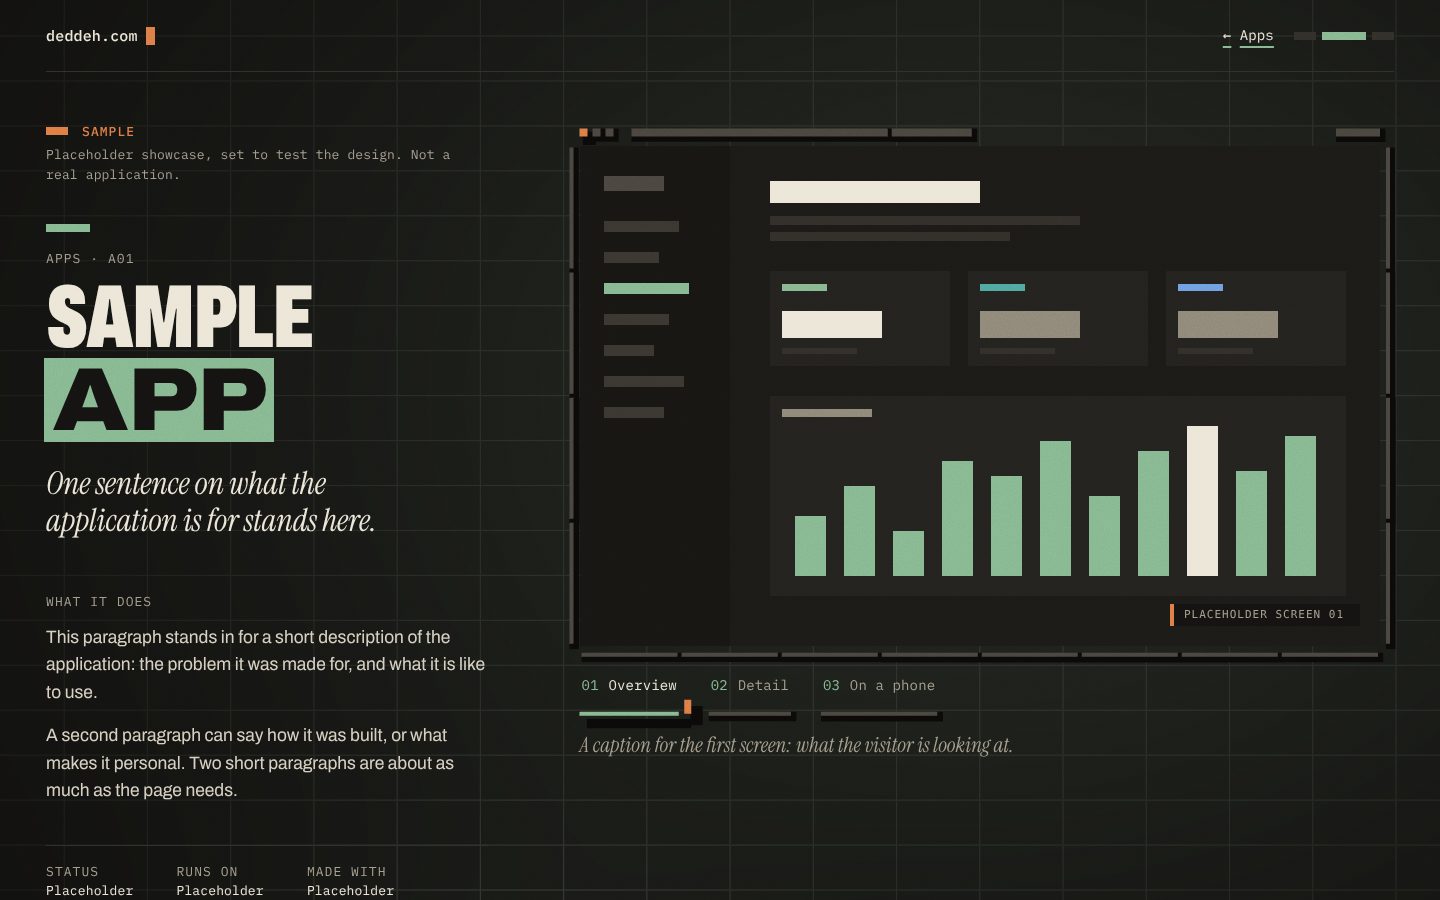 deddeh.com
← Apps
SAMPLE
Placeholder showcase, set to test the design. Not a
real application.
APPS · A01
SAMPLE
APP
One sentence on what the
application is for stands here.
WHAT IT DOES
This paragraph stands in for a short description of the
application: the problem it was made for, and what it is like
to use.
A second paragraph can say how it was built, or what
makes it personal. Two short paragraphs are about as
much as the page needs.
STATUS RUNS ON MADE WITH
Placeholder Placeholder Placeholder
PLACEHOLDER SCREEN 01
01 Overview 02 Detail 03 On a phone
A caption for the first screen: what the visitor is looking at.